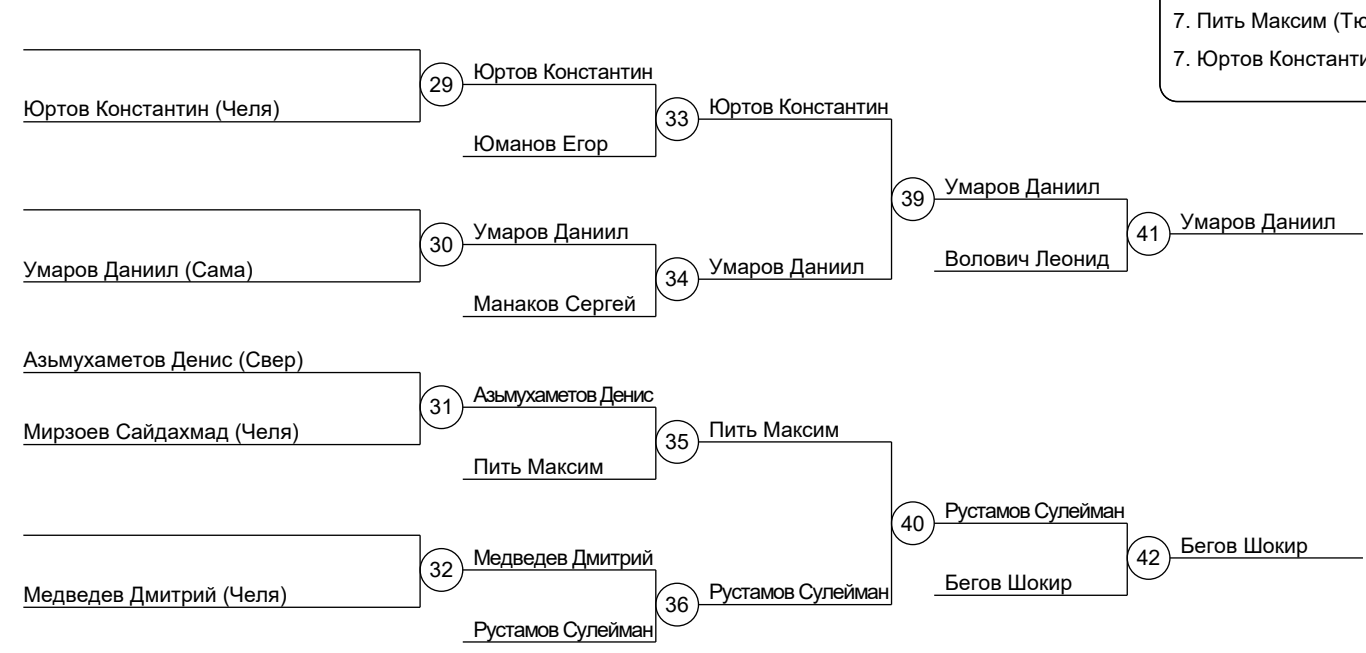 7. Пить Максим (Тю
7. Юртов Константи
Юртов Константин (Челя)
29
Юртов Константин
Юманов Егор
33
Юртов Константин
Умаров Даниил (Сама)
30
Умаров Даниил
Манаков Сергей
34
Умаров Даниил
39
Умаров Даниил
Волович Леонид
41
Умаров Даниил
Азьмухаметов Денис (Свер)
Мирзоев Сайдахмад (Челя)
31
Азьмухаметов Денис
Пить Максим
35
Пить Максим
Медведев Дмитрий (Челя)
32
Медведев Дмитрий
Рустамов Сулейман
36
Рустамов Сулейман
40
Рустамов Сулейман
Бегов Шокир
42
Бегов Шокир